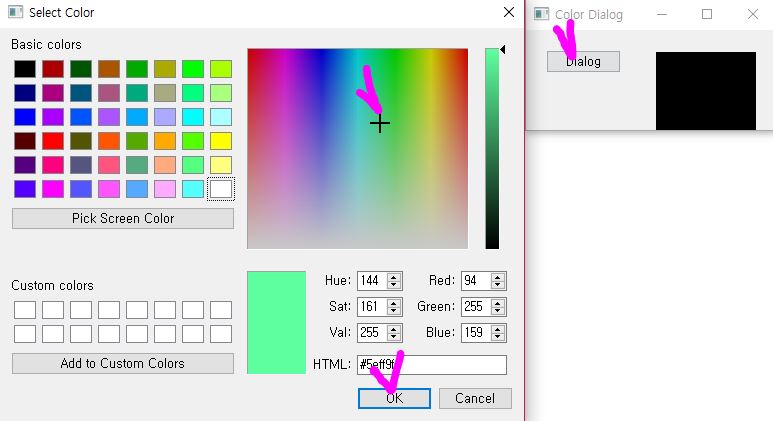 Select Color
Basic colors
Pick Screen Color
Custom colors
Add to Custom Colors
Hue: 144
Red: 94
Sat: 161
Green: 255
Val: 255
Blue: 159
HTML: #5eff9f
OK
Cancel
Color Dialog
Dialog